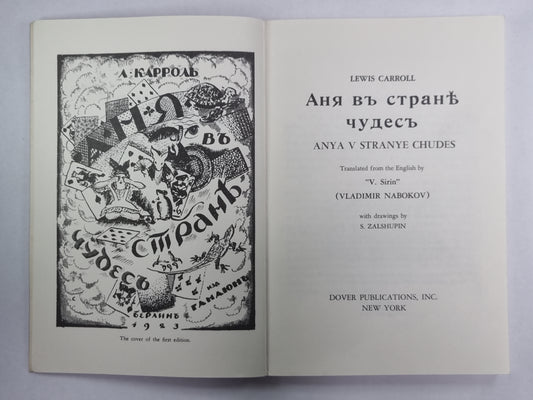 Л. КАРРОЛЬ
АНЯ
ВЪ
СТРАНѢ
ЧУДЕСЪ
ИЗД.
ГАМАЮНЪ
БЕРЛИНЪ
1923
The cover of the first edition.
LEWIS CARROLL
Аня въ странѣ
чудесъ
ANYA V STRANYE CHUDES
Translated from the English by
"V. Sirin"
(VLADIMIR NABOKOV)
with drawings by
S. ZALSHUPIN
DOVER PUBLICATIONS, INC.
NEW YORK